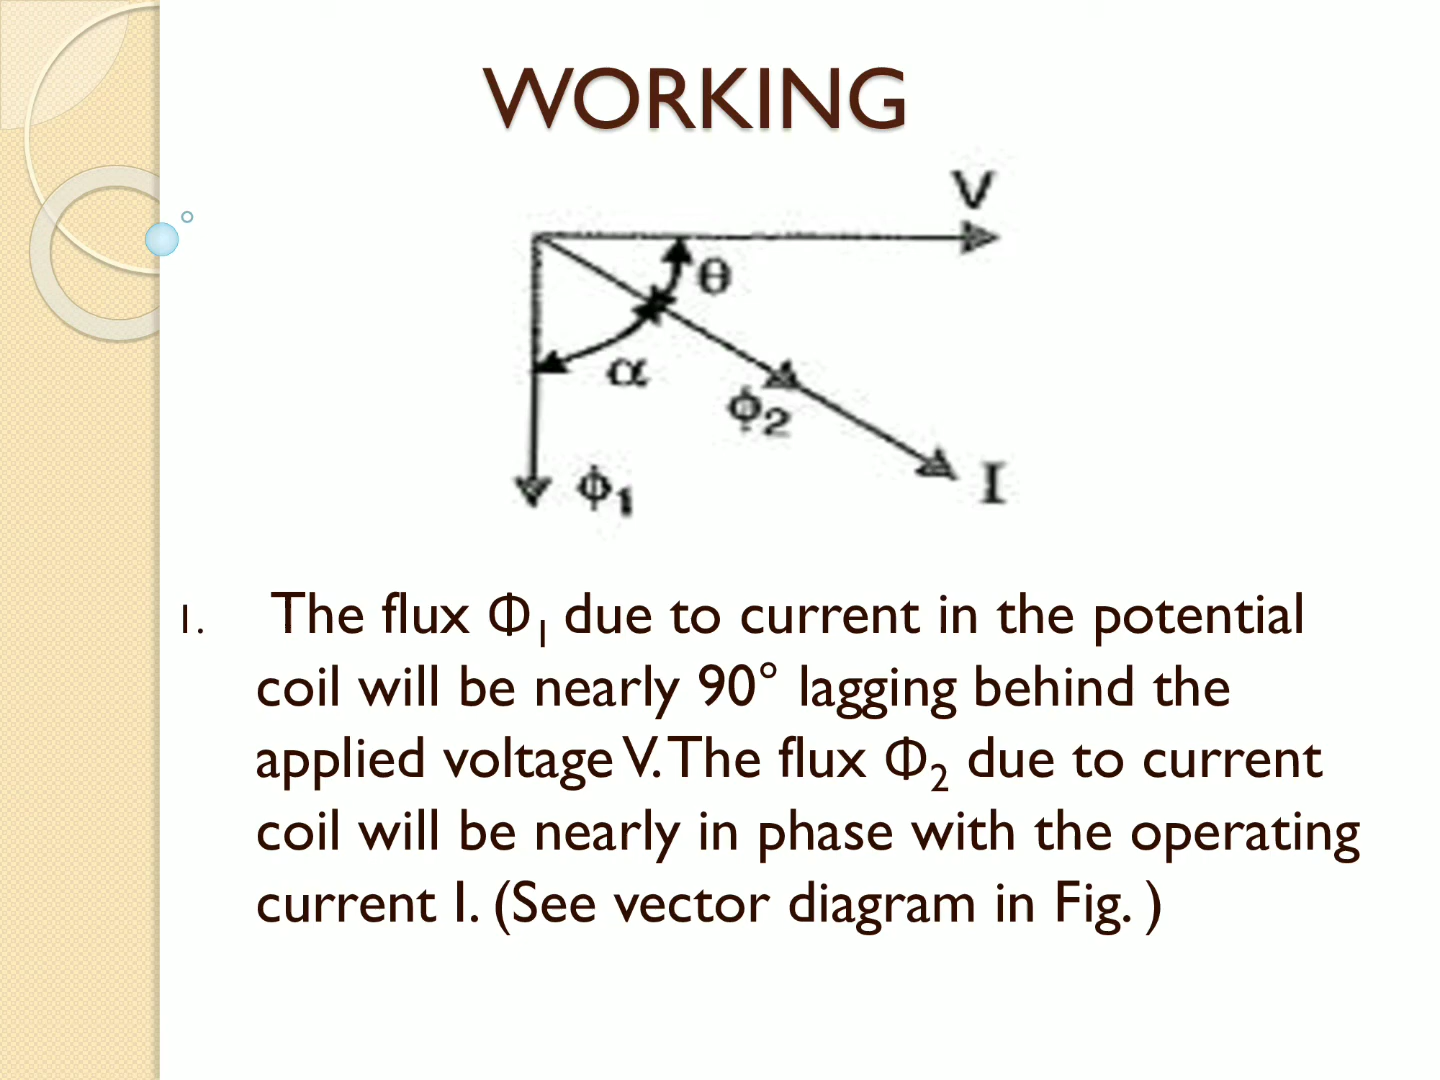 WORKING
V
θ
α
ϕ2
ϕ1
I
1. The flux Φ1 due to current in the potential
coil will be nearly 90° lagging behind the
applied voltage V. The flux Φ2 due to current
coil will be nearly in phase with the operating
current I. (See vector diagram in Fig. )